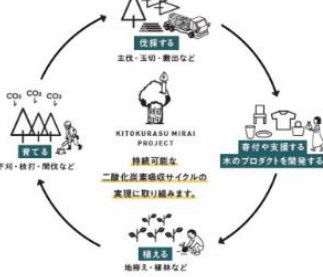 伐採する
主伐・玉切・搬出など
CO₂ CO₂ CO₂
KITOKURASU MIRAI
PROJECT
持続可能な
二酸化炭素吸収サイクルの
実現に取り組みます。
寄付や支援する
木のプロダクトを開発する
育てる
下刈・枝打・間伐など
植える
地拵え・植林など